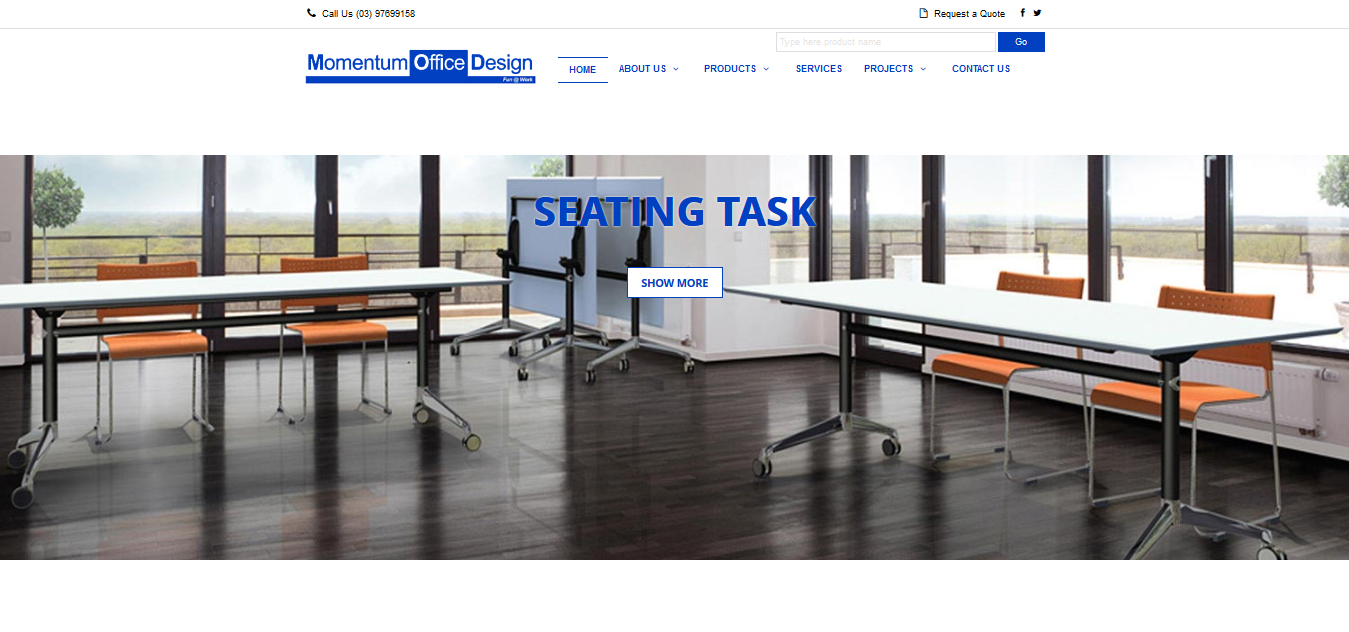 Call Us (03) 97699158
Request a Quote
Type here product name
Go
Momentum Office Design
Fun @ Work
HOME
ABOUT US
PRODUCTS
SERVICES
PROJECTS
CONTACT US
SEATING TASK
SHOW MORE